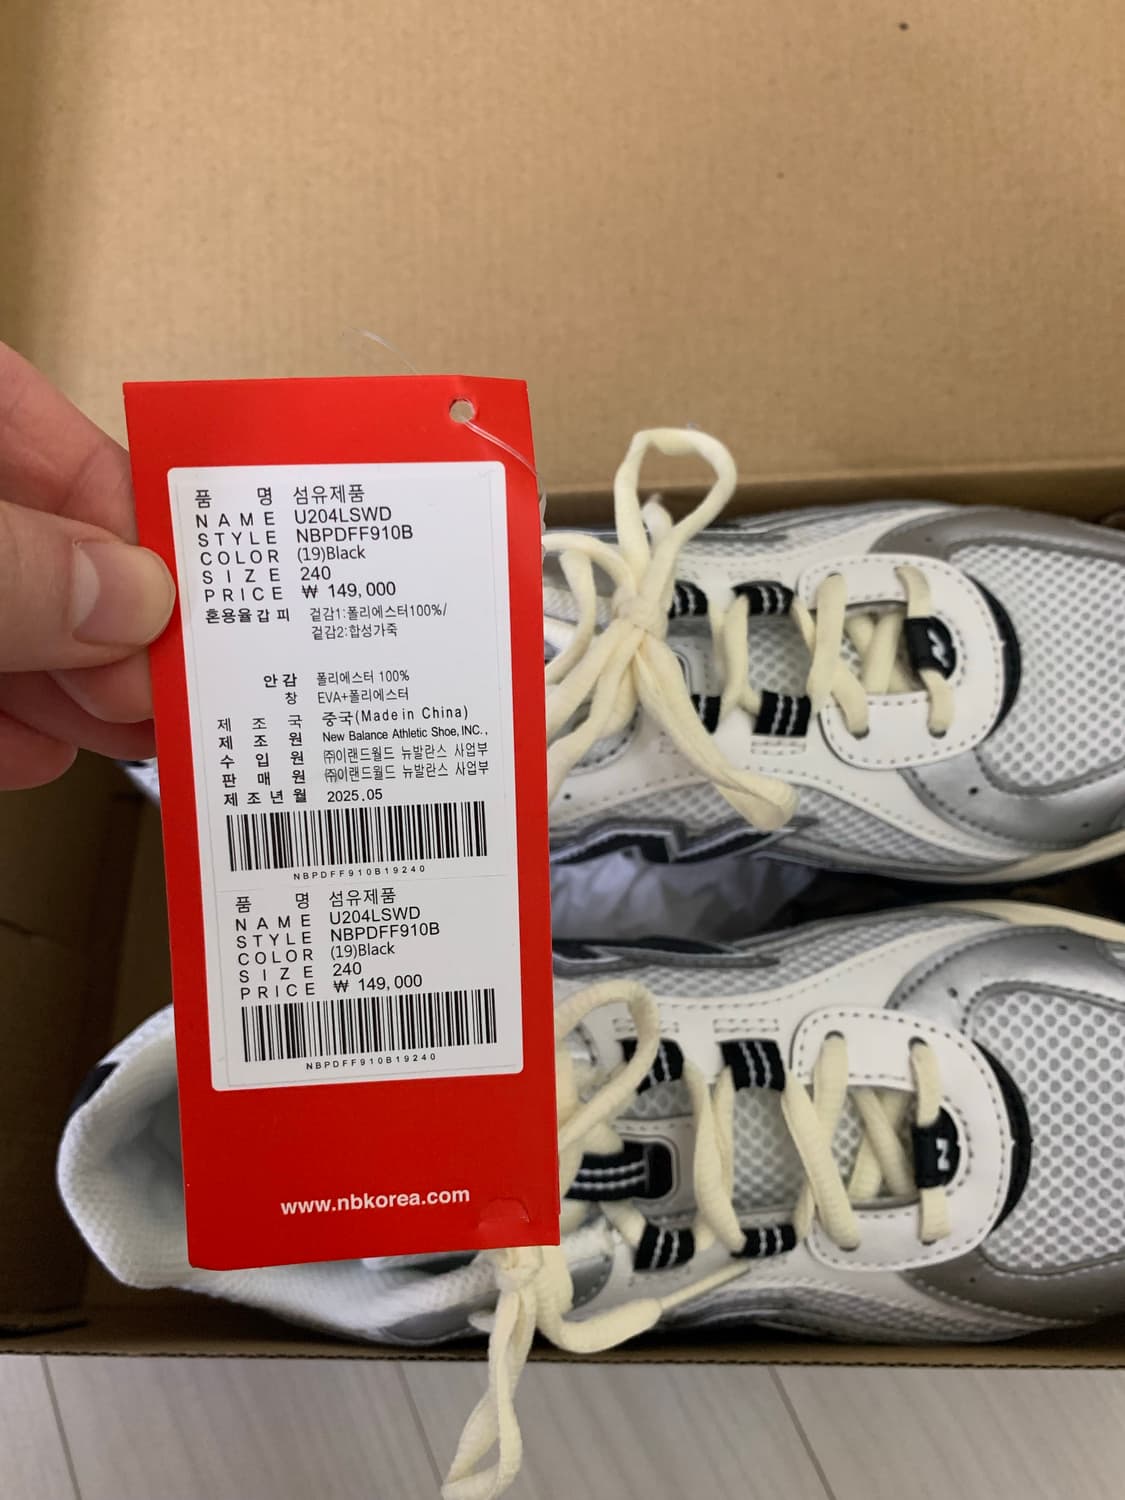 품 명 섬유제품
NAME U204LSWD
STYLE NBPDFF910B
COLOR (19)Black
SIZE 240
PRICE ₩ 149,000
혼용율갑피 겉감1:폴리에스터100%/
겉감2:합성가죽
안감 폴리에스터 100%
창 EVA+폴리에스터
제조국 중국(Made in China)
제조원 New Balance Athletic Shoe, INC.,
수입원 ㈜이랜드월드 뉴발란스 사업부
판매원 ㈜이랜드월드 뉴발란스 사업부
제조년월 2025.05
NBPDFF910B19240
품 명 섬유제품
NAME U204LSWD
STYLE NBPDFF910B
COLOR (19)Black
SIZE 240
PRICE ₩ 149,000
NBPDFF910B19240
www.nbkorea.com
N
N